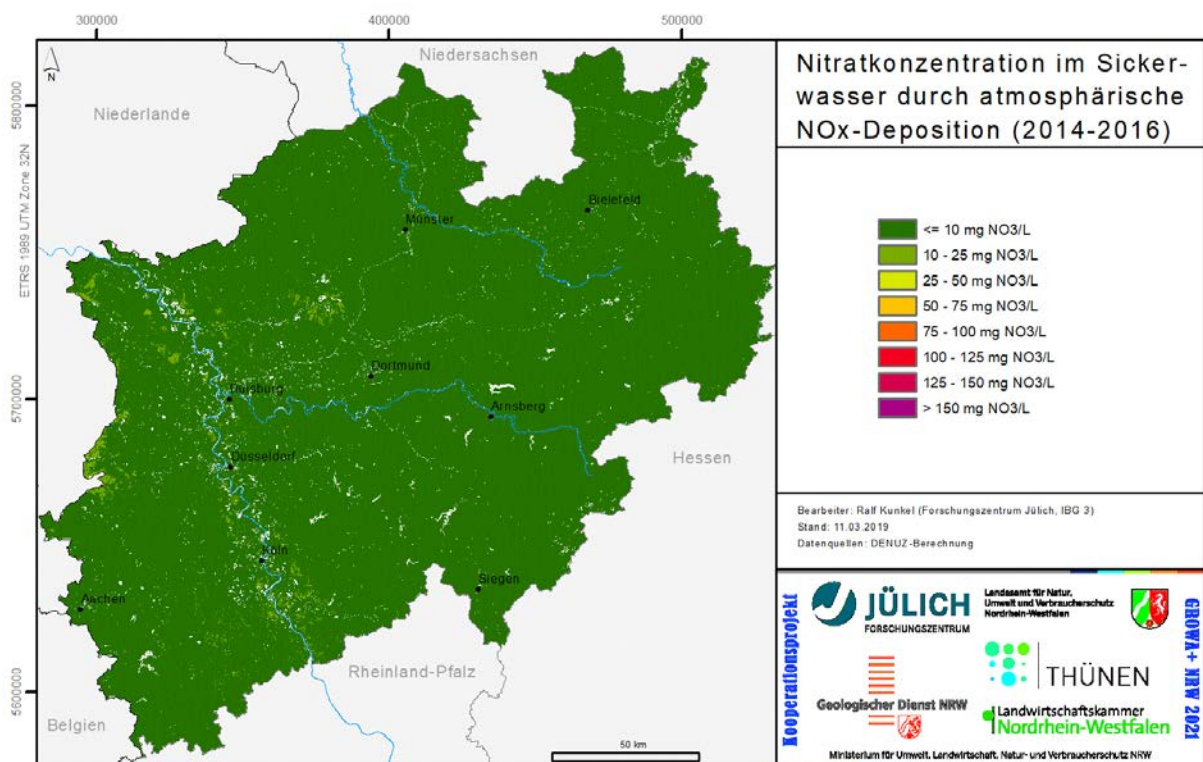 300000
400000
500000
5800000
5700000
5600000
ETRS 1989 UTM Zone 32N
N
Niedersachsen
Niederlande
Bielefeld
Münster
Dortmund
Duisburg
Arnsberg
Düsseldorf
Hessen
Köln
Siegen
Aachen
Rheinland-Pfalz
Belgien
50 km
Nitratkonzentration im Sicker-
wasser durch atmosphärische
NOx-Deposition (2014-2016)
<= 10 mg NO3/L
10 - 25 mg NO3/L
25 - 50 mg NO3/L
50 - 75 mg NO3/L
75 - 100 mg NO3/L
100 - 125 mg NO3/L
125 - 150 mg NO3/L
> 150 mg NO3/L
Bearbeiter: Ralf Kunkel (Forschungszentrum Jülich, IBG 3)
Stand: 11.03.2019
Datenquellen: DENUZ-Berechnung
Kooperationsprojekt
JÜLICH
FORSCHUNGSZENTRUM
Landesamt für Natur,
Umwelt und Verbraucherschutz
Nordrhein-Westfalen
THÜNEN
Geologischer Dienst NRW
Landwirtschaftskammer
Nordrhein-Westfalen
GROWA+ NRW 2021
Ministerium für Umwelt, Landwirtschaft, Natur- und Verbraucherschutz NRW